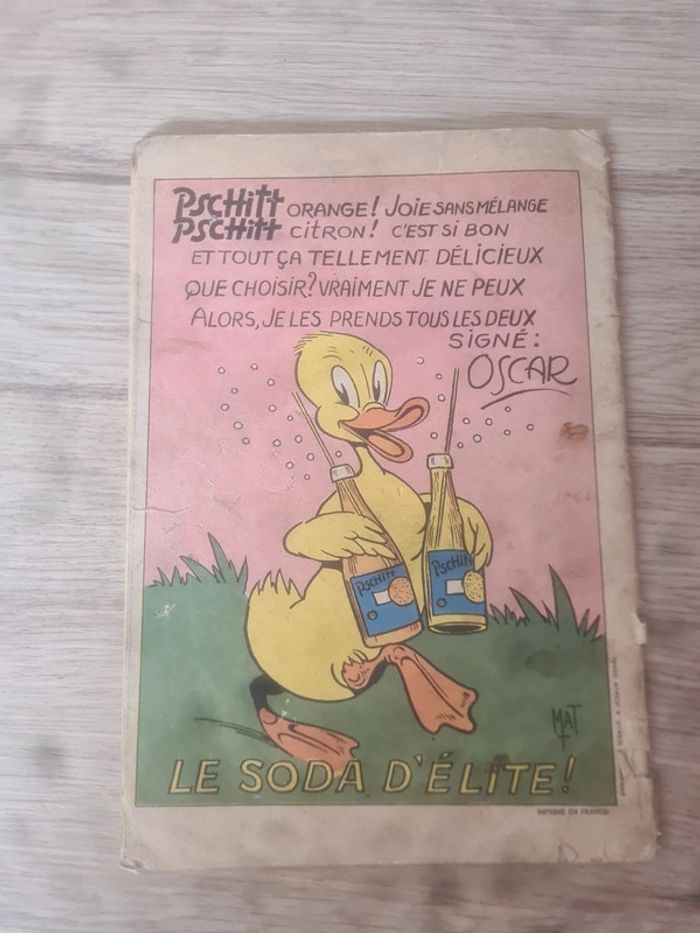 PSCHITT ORANGE! JOIE SANS MÉLANGE
PSCHITT CITRON! C'EST SI BON
ET TOUT ÇA TELLEMENT DÉLICIEUX
QUE CHOISIR? VRAIMENT JE NE PEUX
ALORS, JE LES PRENDS TOUS LES DEUX
SIGNÉ:
OSCAR
PSCHITT
PSCHITT
MAT
LE SODA D'ÉLITE!
IMPRIMÉ EN FRANCE